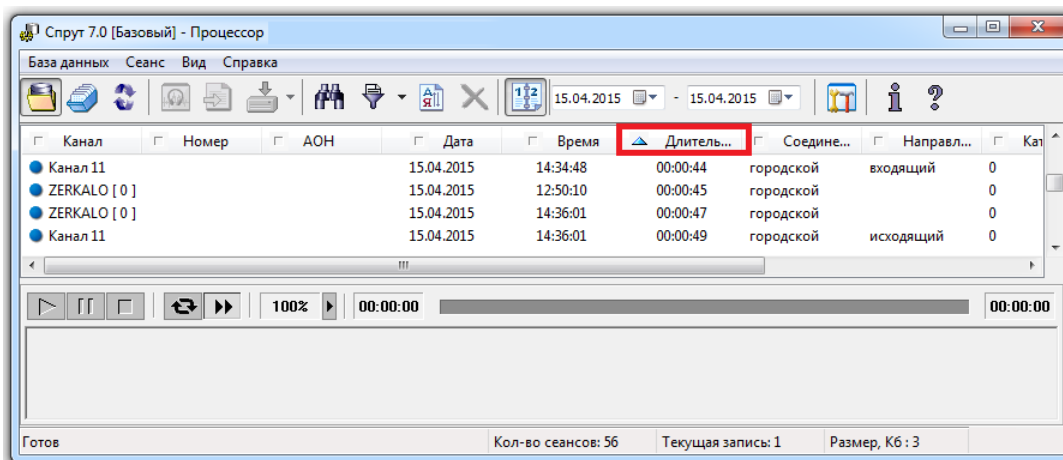 Спрут 7.0 [Базовый] - Процессор
База данных Сеанс Вид Справка
15.04.2015 - 15.04.2015
Канал Номер АОН Дата Время Длитель... Соедине... Направл... Кат
Канал 11 15.04.2015 14:34:48 00:00:44 городской входящий 0
ZERKALO [ 0 ] 15.04.2015 12:50:10 00:00:45 городской 0
ZERKALO [ 0 ] 15.04.2015 14:36:01 00:00:47 городской 0
Канал 11 15.04.2015 14:36:01 00:00:49 городской исходящий 0
100% 00:00:00 00:00:00
Готов Кол-во сеансов: 56 Текущая запись: 1 Размер, Кб : 3